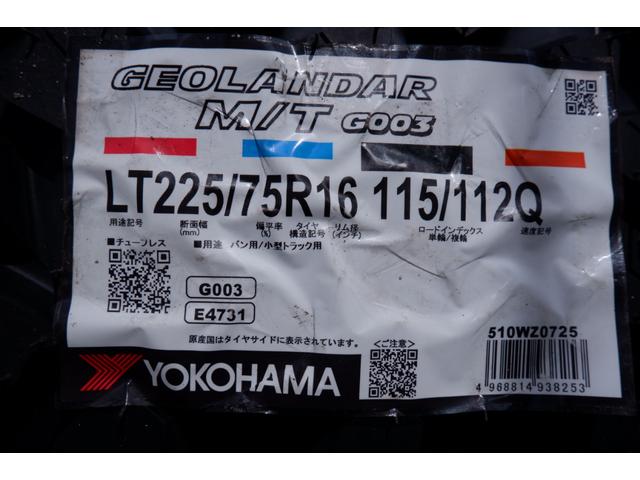 GEOLANDAR
M/T G003
LT225/75R16 115/112Q
用途記号 断面幅(mm) 偏平率(%) タイヤ構造記号 リム径(インチ) ロードインデックス 単輪/複輪 速度記号
■チューブレス ■用途 バン用/小型トラック用
G003
E4731
原産国はタイヤサイドに表示されています。
<ご注意>
510WZ0725
YOKOHAMA
4 968814 938253